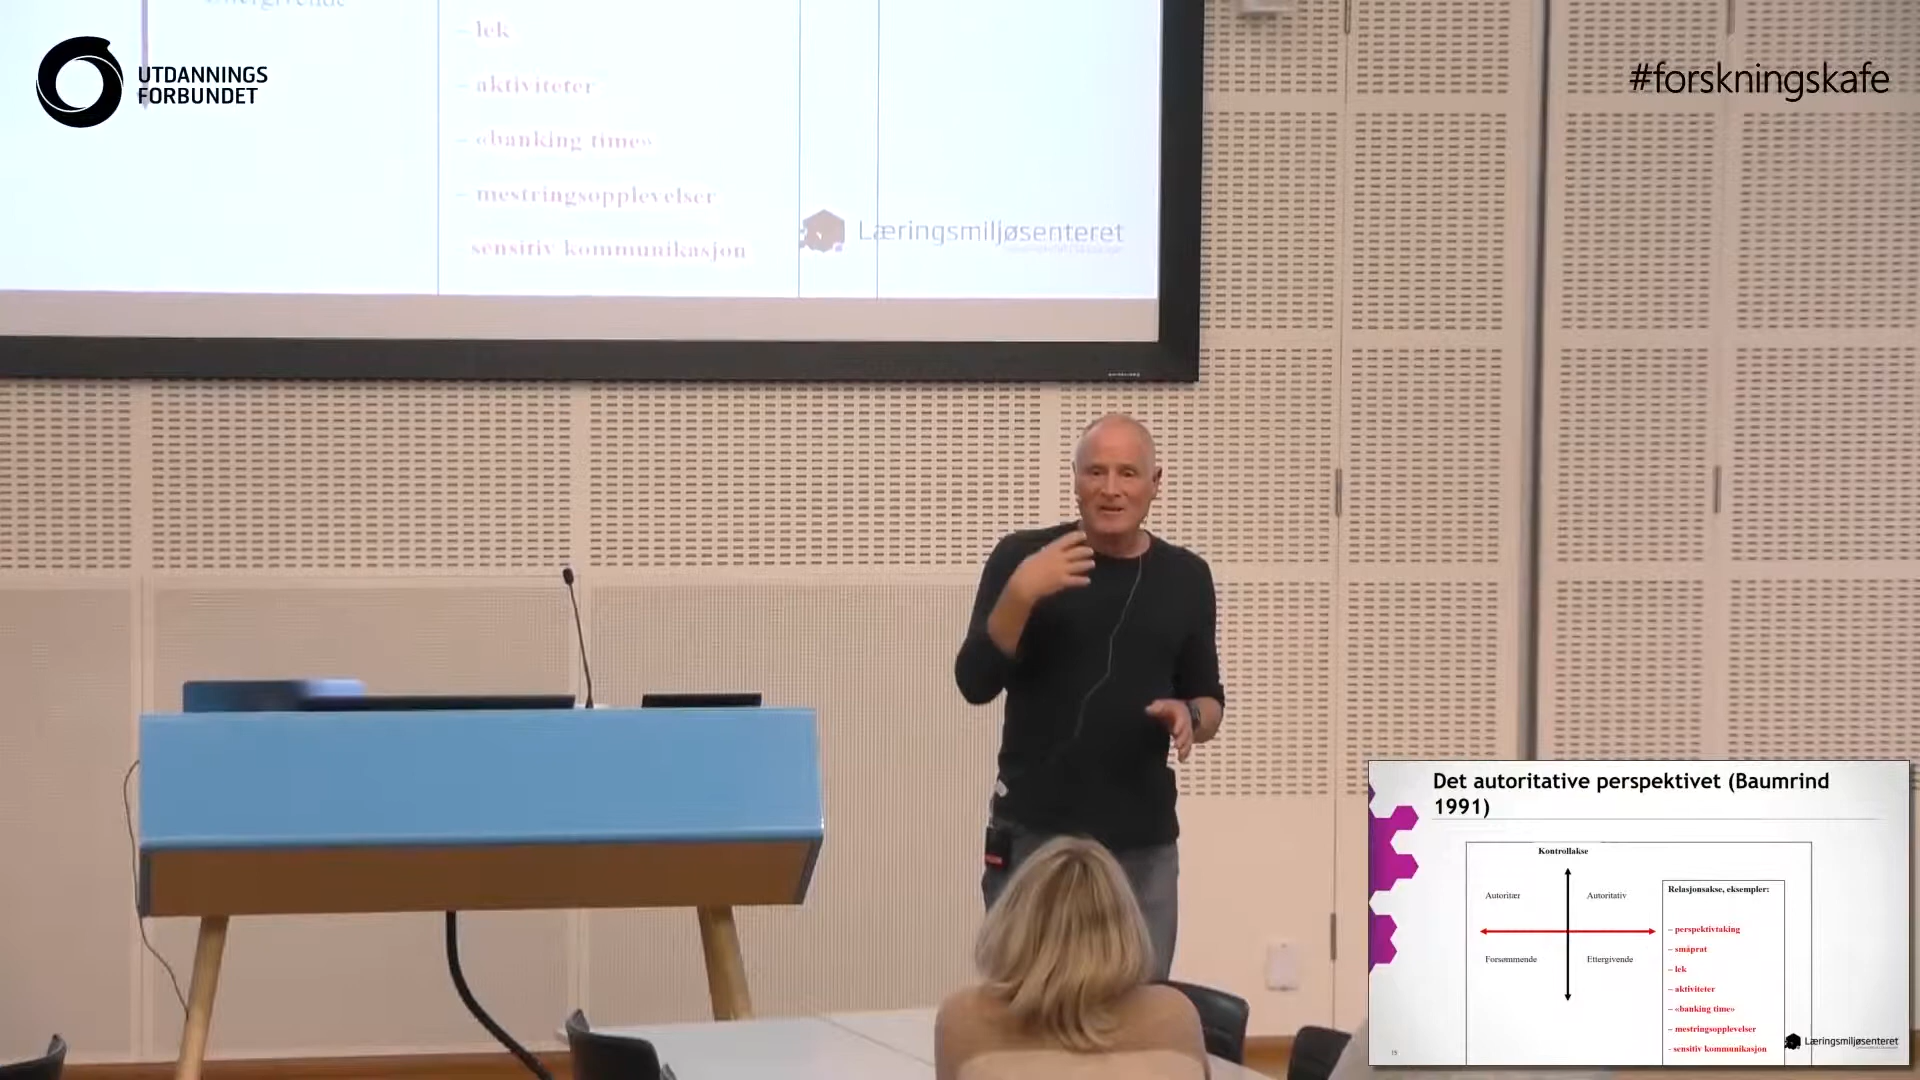 Ettergivende
– lek
– aktiviteter
– «banking time»
– mestringsopplevelser
- sensitiv kommunikasjon
Læringsmiljøsenteret
UTDANNINGS
FORBUNDET
#forskningskafe
Det autoritative perspektivet (Baumrind
1991)
Kontrollakse
Autoritær
Autoritativ
Forsømmende
Ettergivende
Relasjonsakse, eksempler:
– perspektivtaking
– småprat
– lek
– aktiviteter
– «banking time»
– mestringsopplevelser
- sensitiv kommunikasjon
Læringsmiljøsenteret